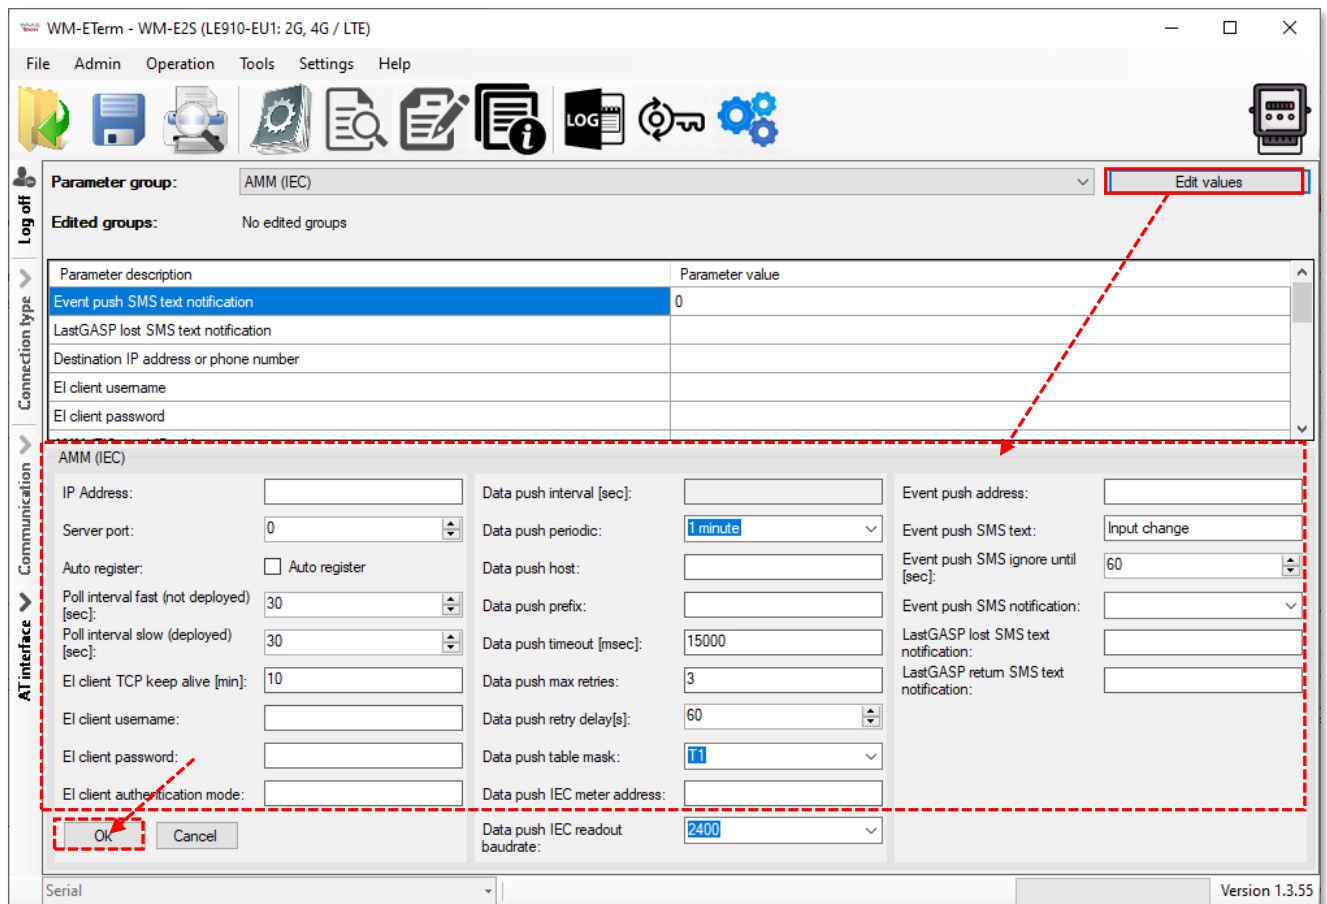 WM-ETerm - WM-E2S (LE910-EU1: 2G, 4G / LTE)
File Admin Operation Tools Settings Help
LOG
Parameter group: AMM (IEC) Edit values
Edited groups: No edited groups
Log off
Connection type
Communication
AT interface
Parameter description Parameter value
Event push SMS text notification 0
LastGASP lost SMS text notification
Destination IP address or phone number
EI client username
EI client password
AMM (IEC)
IP Address:
Server port: 0
Auto register: Auto register
Poll interval fast (not deployed)
[sec]: 30
Poll interval slow (deployed)
[sec]: 30
EI client TCP keep alive [min]: 10
EI client username:
EI client password:
EI client authentication mode:
Ok Cancel
Data push interval [sec]:
Data push periodic: 1 minute
Data push host:
Data push prefix:
Data push timeout [msec]: 15000
Data push max retries: 3
Data push retry delay[s]: 60
Data push table mask: T1
Data push IEC meter address:
Data push IEC readout
baudrate: 2400
Event push address:
Event push SMS text: Input change
Event push SMS ignore until
[sec]: 60
Event push SMS notification:
LastGASP lost SMS text
notification:
LastGASP return SMS text
notification:
Serial
Version 1.3.55